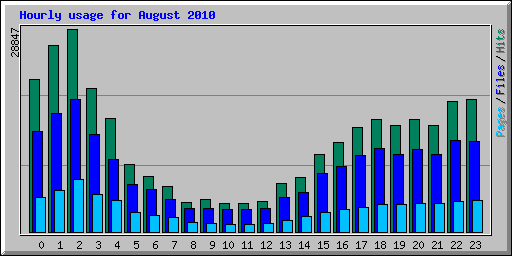 Hourly usage for August 2010
28847
Pages / Files / Hits
0 1 2 3 4 5 6 7 8 9 10 11 12 13 14 15 16 17 18 19 20 21 22 23